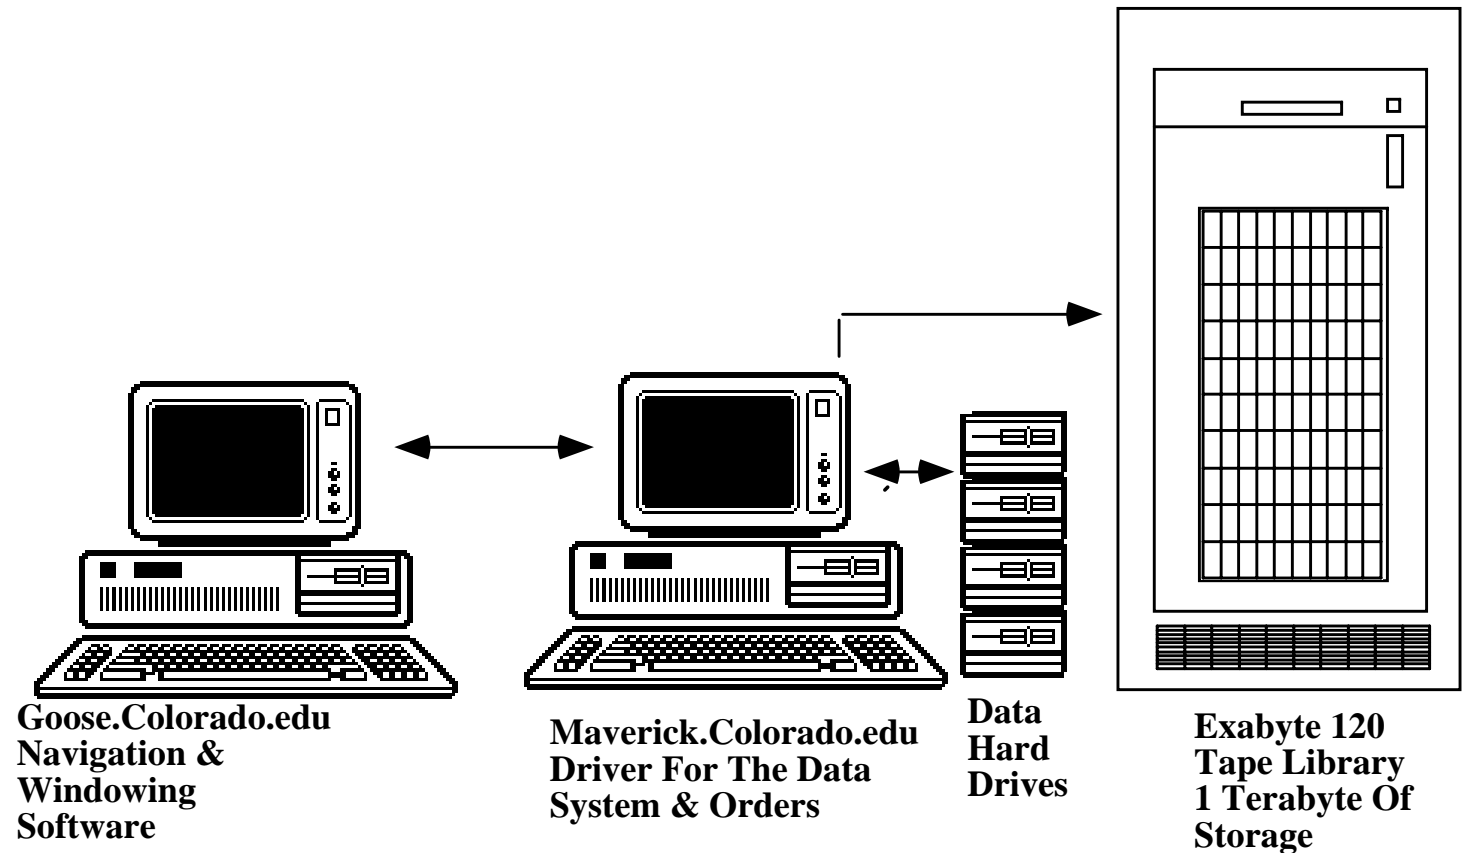 Goose.Colorado.edu
Navigation &
Windowing
Software
Maverick.Colorado.edu
Driver For The Data
System & Orders
Data
Hard
Drives
Exabyte 120
Tape Library
1 Terabyte Of
Storage